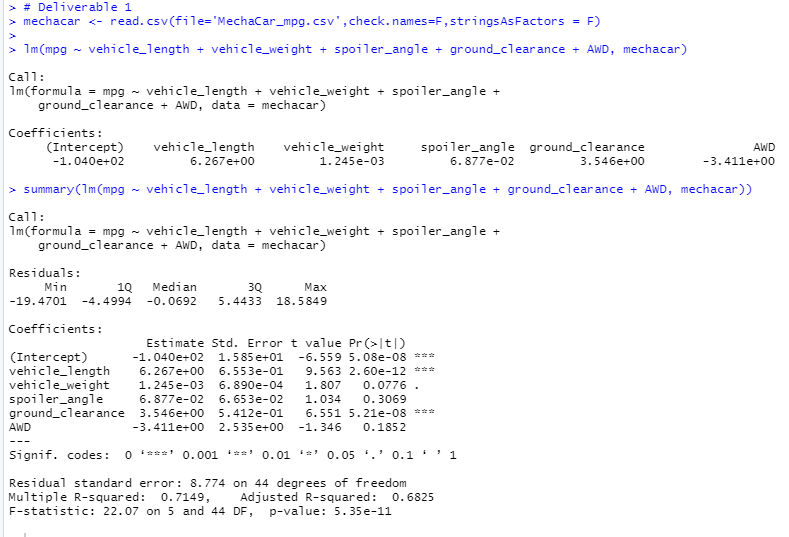 > # Deliverable 1
> mechacar <- read.csv(file='MechaCar_mpg.csv',check.names=F,stringsAsFactors = F)
>
> lm(mpg ~ vehicle_length + vehicle_weight + spoiler_angle + ground_clearance + AWD, mechacar)
Call:
lm(formula = mpg ~ vehicle_length + vehicle_weight + spoiler_angle +
    ground_clearance + AWD, data = mechacar)
Coefficients:
     (Intercept)    vehicle_length    vehicle_weight     spoiler_angle  ground_clearance               AWD
      -1.040e+02         6.267e+00         1.245e-03         6.877e-02         3.546e+00        -3.411e+00
> summary(lm(mpg ~ vehicle_length + vehicle_weight + spoiler_angle + ground_clearance + AWD, mechacar))
Call:
lm(formula = mpg ~ vehicle_length + vehicle_weight + spoiler_angle +
    ground_clearance + AWD, data = mechacar)
Residuals:
     Min       1Q   Median       3Q      Max
-19.4701  -4.4994  -0.0692   5.4433  18.5849
Coefficients:
                   Estimate Std. Error t value Pr(>|t|)
(Intercept)      -1.040e+02  1.585e+01  -6.559 5.08e-08 ***
vehicle_length    6.267e+00  6.553e-01   9.563 2.60e-12 ***
vehicle_weight    1.245e-03  6.890e-04   1.807   0.0776 .
spoiler_angle     6.877e-02  6.653e-02   1.034   0.3069
ground_clearance  3.546e+00  5.412e-01   6.551 5.21e-08 ***
AWD              -3.411e+00  2.535e+00  -1.346   0.1852
---
Signif. codes:  0 ‘***’ 0.001 ‘**’ 0.01 ‘*’ 0.05 ‘.’ 0.1 ‘ ’ 1
Residual standard error: 8.774 on 44 degrees of freedom
Multiple R-squared:  0.7149,    Adjusted R-squared:  0.6825
F-statistic: 22.07 on 5 and 44 DF,  p-value: 5.35e-11